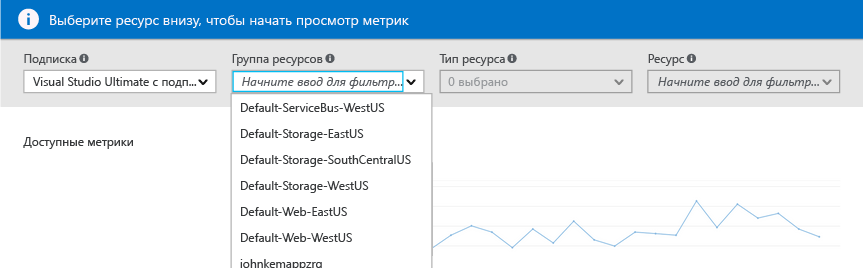 Выберите ресурс внизу, чтобы начать просмотр метрик
Подписка Группа ресурсов Тип ресурса Ресурс
Visual Studio Ultimate с подп... Начните ввод для фильтр... 0 выбрано Начните ввод для фильтр...
Default-ServiceBus-WestUS
Default-Storage-EastUS
Доступные метрики
Default-Storage-SouthCentralUS
Default-Storage-WestUS
Default-Web-EastUS
Default-Web-WestUS
johnkemappzrg